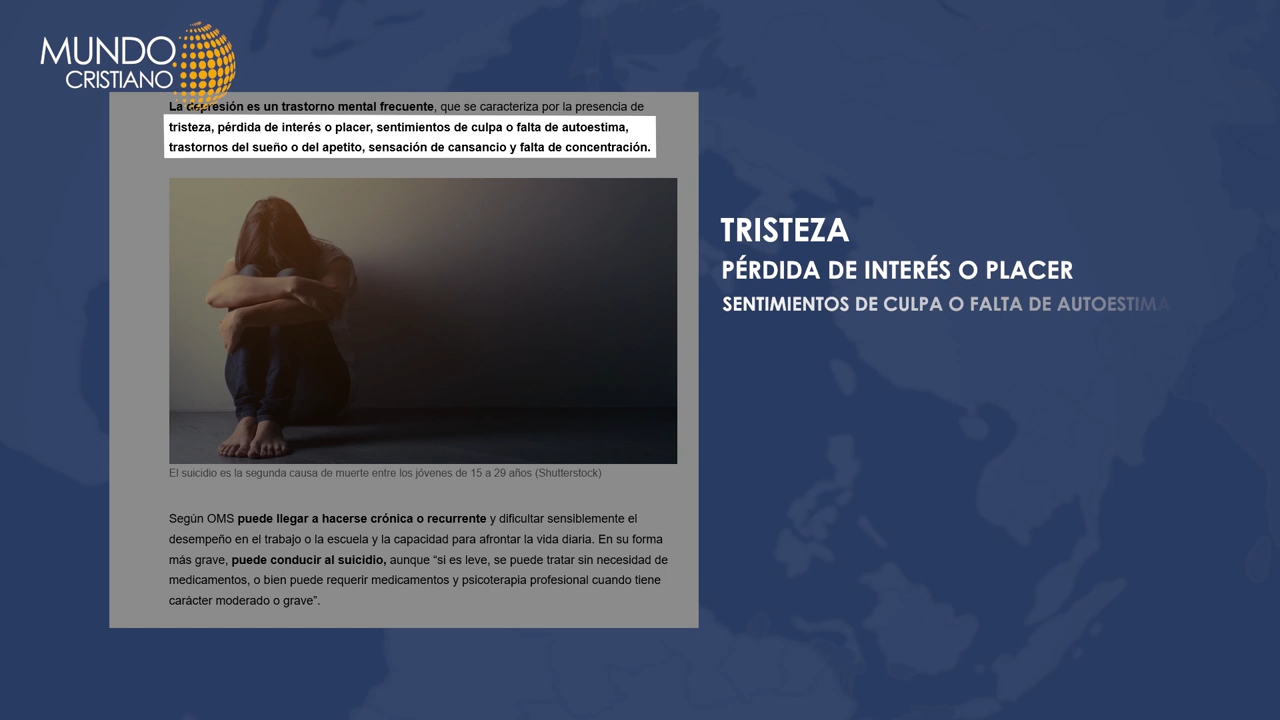 MUNDO
CRISTIANO
La depresión es un trastorno mental frecuente, que se caracteriza por la presencia de
tristeza, pérdida de interés o placer, sentimientos de culpa o falta de autoestima,
trastornos del sueño o del apetito, sensación de cansancio y falta de concentración.
El suicidio es la segunda causa de muerte entre los jóvenes de 15 a 29 años (Shutterstock)
Según OMS puede llegar a hacerse crónica o recurrente y dificultar sensiblemente el
desempeño en el trabajo o la escuela y la capacidad para afrontar la vida diaria. En su forma
más grave, puede conducir al suicidio, aunque “si es leve, se puede tratar sin necesidad de
medicamentos, o bien puede requerir medicamentos y psicoterapia profesional cuando tiene
carácter moderado o grave”.
TRISTEZA
PÉRDIDA DE INTERÉS O PLACER
SENTIMIENTOS DE CULPA O FALTA DE AUTOESTIMA